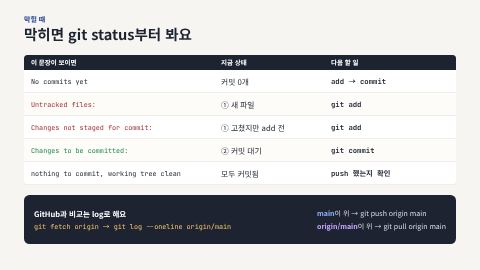 막힐 때
막히면 git status부터 봐요
이 문장이 보이면 지금 상태 다음 할 일
No commits yet 커밋 0개 add → commit
Untracked files: ① 새 파일 git add
Changes not staged for commit: ① 고쳤지만 add 전 git add
Changes to be committed: ② 커밋 대기 git commit
nothing to commit, working tree clean 모두 커밋됨 push 했는지 확인
GitHub과 비교는 log로 해요
git fetch origin → git log --oneline origin/main
main이 위 → git push origin main
origin/main이 위 → git pull origin main